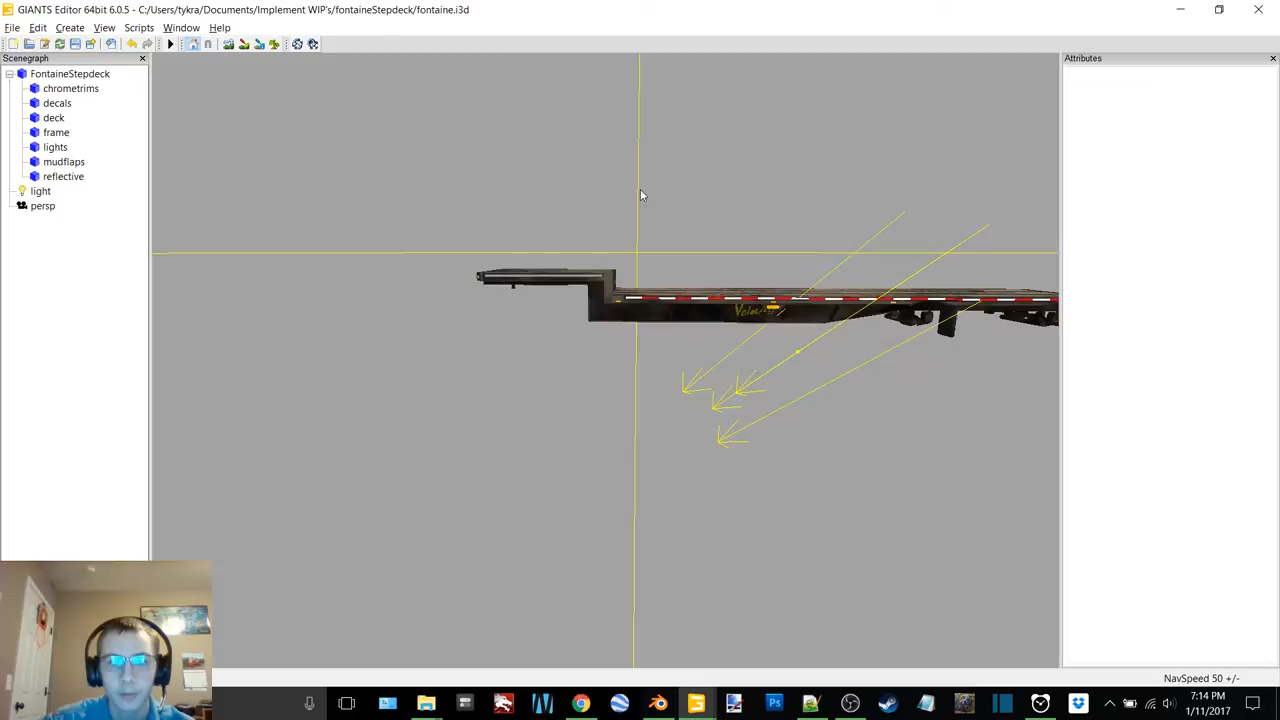 GIANTS Editor 64bit 6.0.5 - C:/Users/tykra/Documents/Implement WIP's/fontaineStepdeck/fontaine.i3d
File Edit Create View Scripts Window Help
Scenegraph
Attributes
FontaineStepdeck
chrometrims
decals
deck
frame
lights
mudflaps
reflective
light
persp
NavSpeed 50 +/-
7:14 PM
1/11/2017